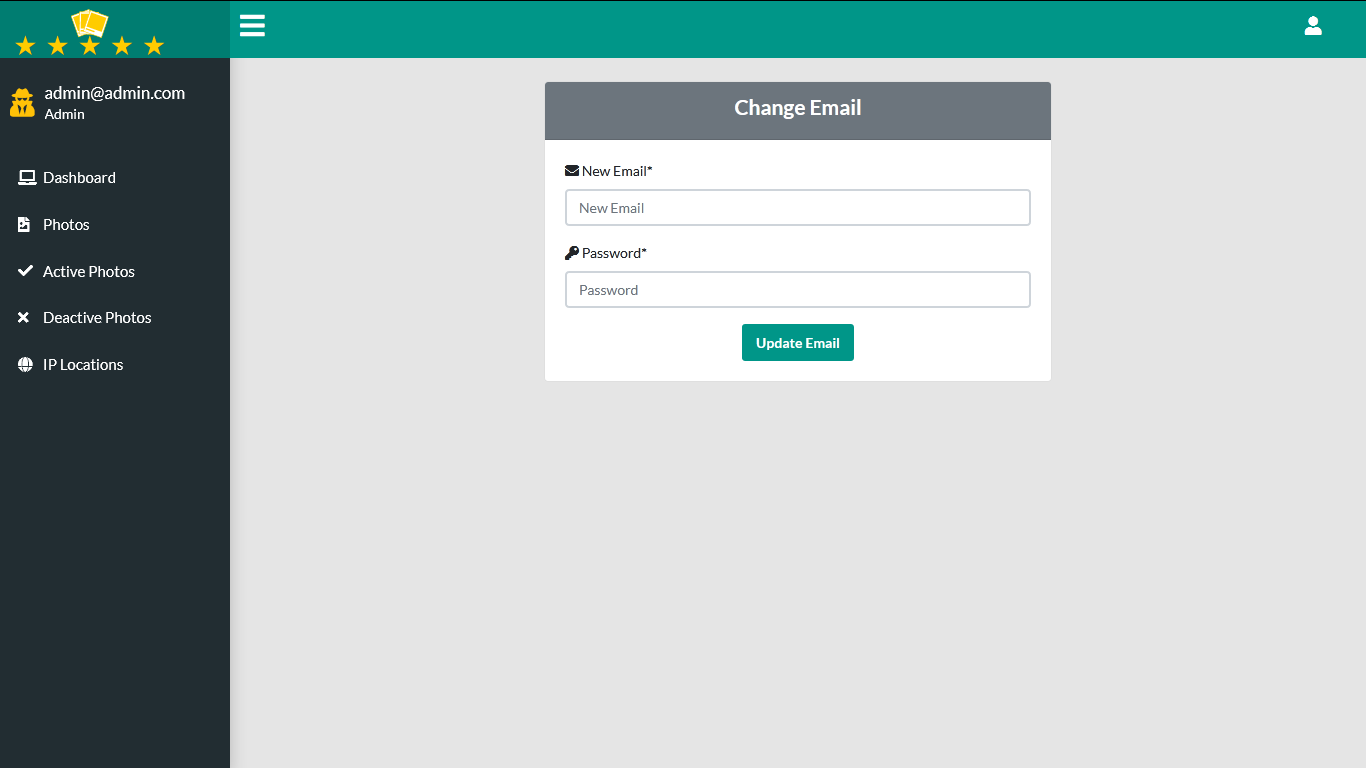 admin@admin.com
Admin
Dashboard
Photos
Active Photos
Deactive Photos
IP Locations
Change Email
New Email*
New Email
Password*
Password
Update Email